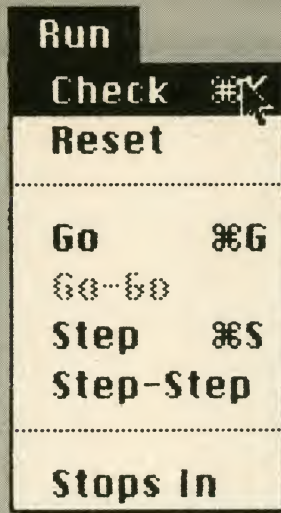 Run
Check ⌘K
Reset
Go ⌘G
Go-Go
Step ⌘S
Step-Step
Stops In